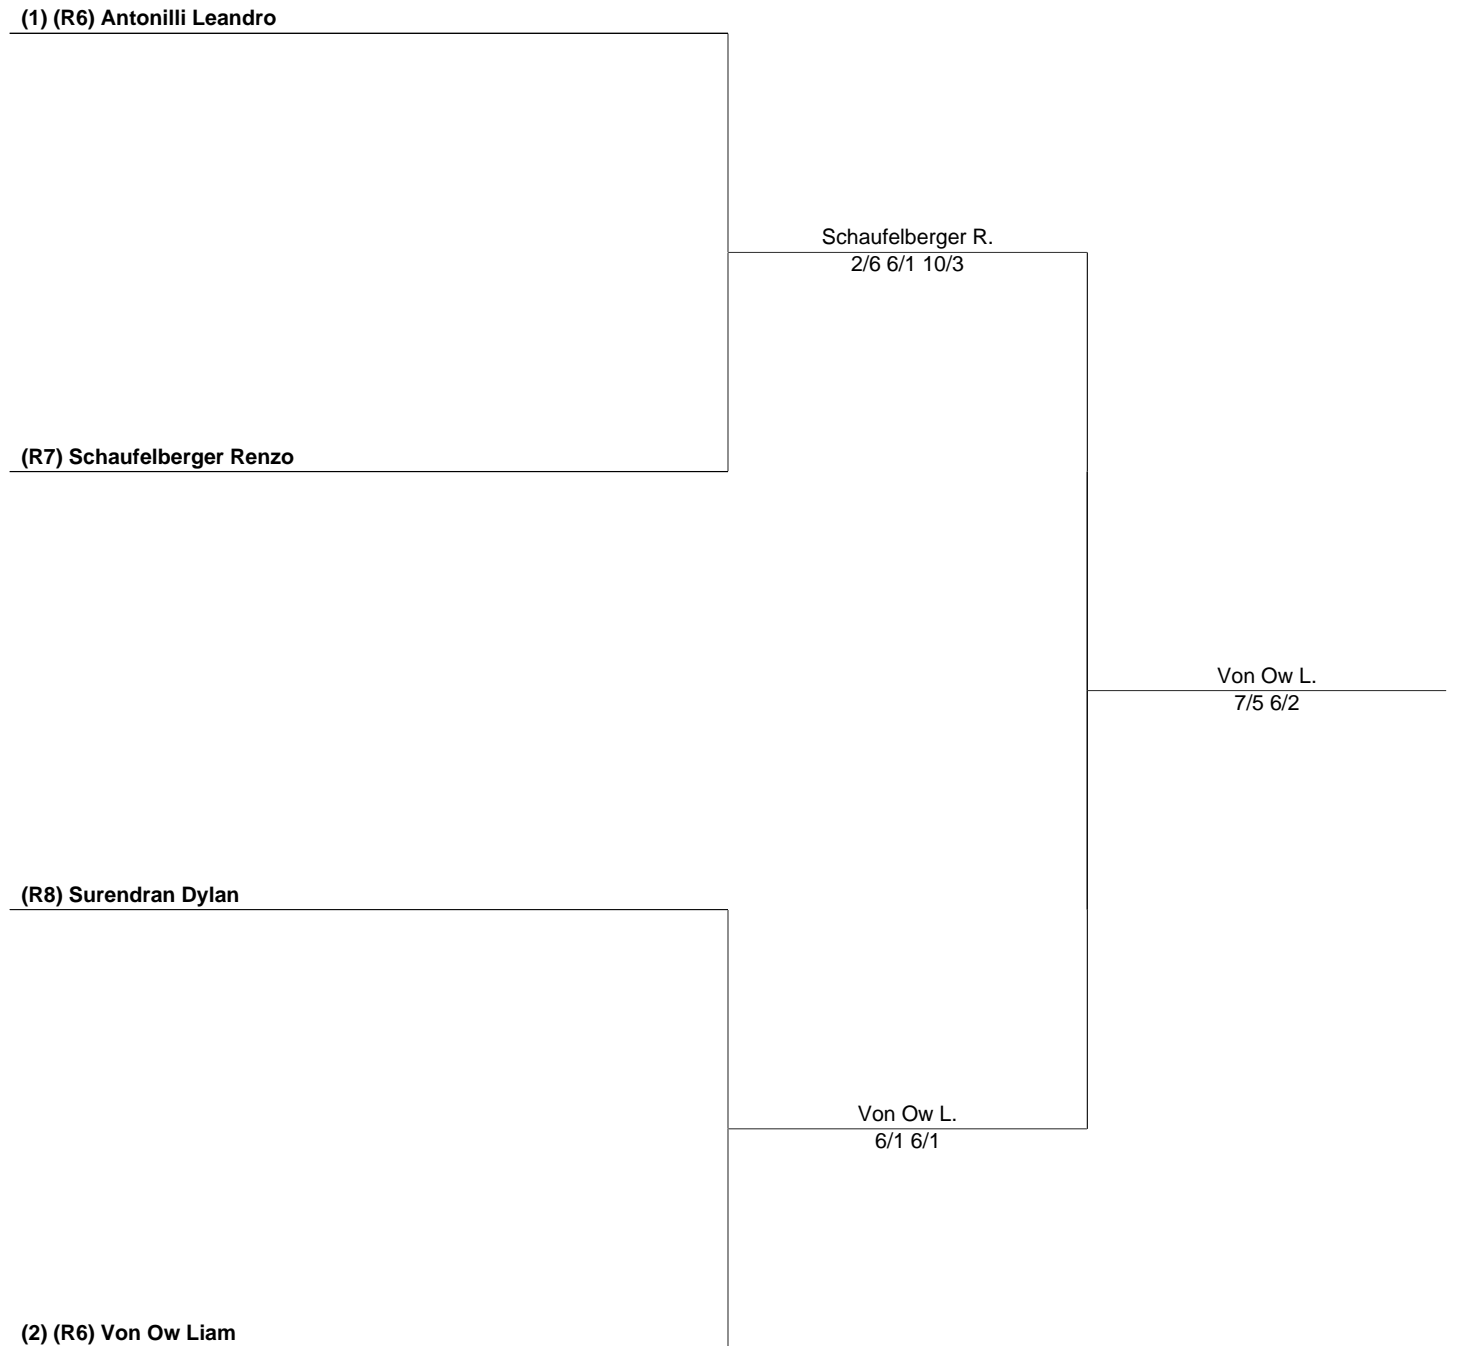 (1) (R6) Antonilli Leandro
Schaufelberger R.
2/6 6/1 10/3
(R7) Schaufelberger Renzo
Von Ow L.
7/5 6/2
(R8) Surendran Dylan
Von Ow L.
6/1 6/1
(2) (R6) Von Ow Liam